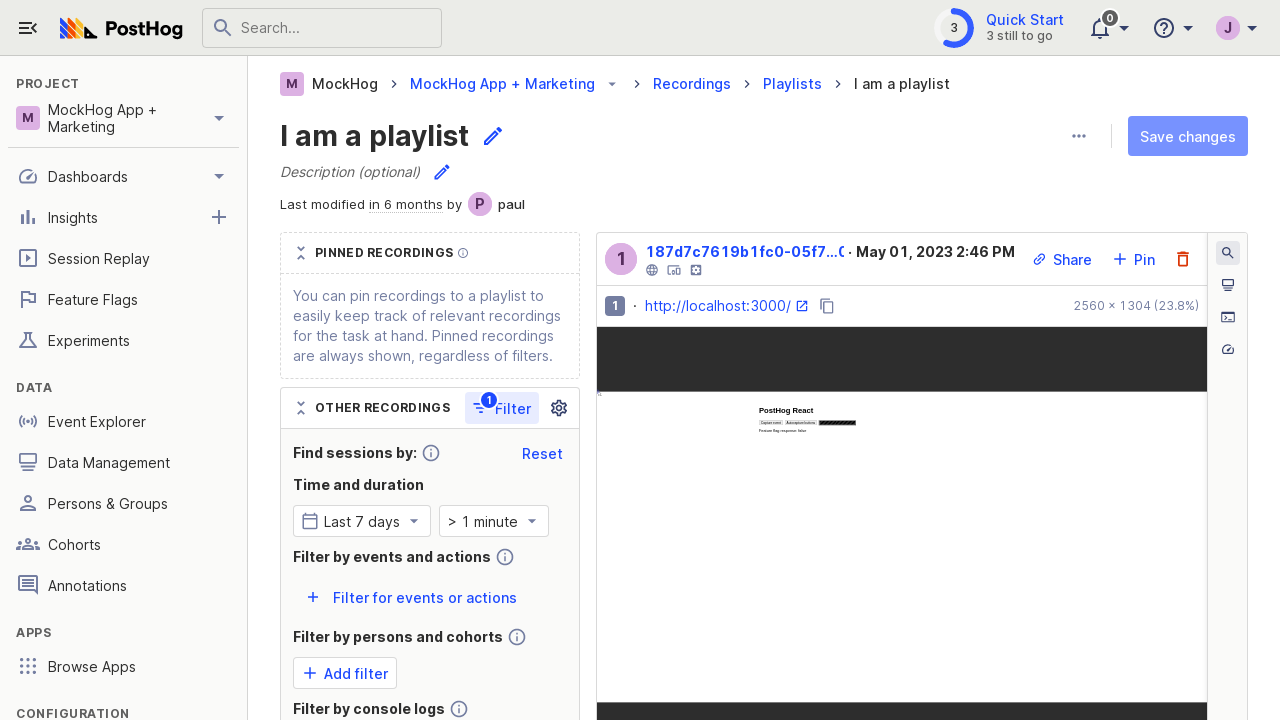 PostHog
Search...
3
Quick Start
3 still to go
0
J
PROJECT
M
MockHog App +
Marketing
Dashboards
Insights
Session Replay
Feature Flags
Experiments
DATA
Event Explorer
Data Management
Persons & Groups
Cohorts
Annotations
APPS
Browse Apps
CONFIGURATION
M MockHog > MockHog App + Marketing > Recordings > Playlists > I am a playlist
I am a playlist
Save changes
Description (optional)
Last modified in 6 months by P paul
PINNED RECORDINGS
You can pin recordings to a playlist to
easily keep track of relevant recordings
for the task at hand. Pinned recordings
are always shown, regardless of filters.
OTHER RECORDINGS
1
Filter
Find sessions by:
Reset
Time and duration
Last 7 days
> 1 minute
Filter by events and actions
Filter for events or actions
Filter by persons and cohorts
Add filter
Filter by console logs
1
187d7c7619b1fc0-05f7...0 · May 01, 2023 2:46 PM
Share
Pin
1 · http://localhost:3000/
2560 × 1304 (23.8%)
PostHog React
Capture event
Autocapture buttons
Feature flag response: false